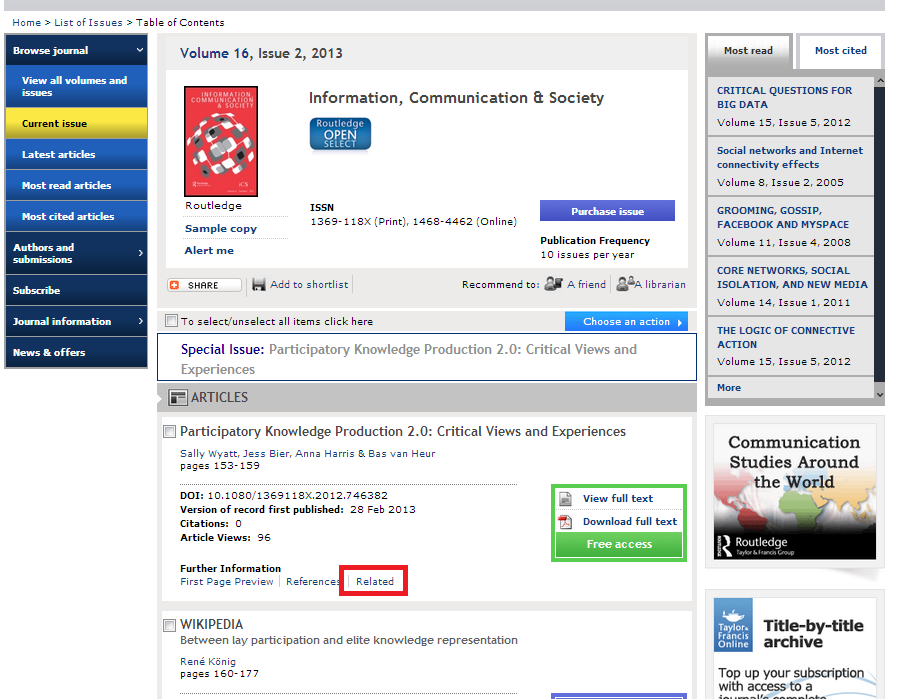 Home > List of Issues > Table of Contents
Browse journal
View all volumes and
issues
Current issue
Latest articles
Most read articles
Most cited articles
Authors and
submissions
Subscribe
Journal information
News & offers
Volume 16, Issue 2, 2013
INFORMATION
COMMUNICATION
& SOCIETY
Routledge
iCS
Information, Communication & Society
Routledge
OPEN
SELECT
Routledge
Sample copy
Alert me
ISSN
1369-118X (Print), 1468-4462 (Online)
Purchase issue
Publication Frequency
10 issues per year
SHARE
Add to shortlist
Recommend to: A friend A librarian
To select/unselect all items click here
Choose an action
Special Issue: Participatory Knowledge Production 2.0: Critical Views and
Experiences
ARTICLES
Participatory Knowledge Production 2.0: Critical Views and Experiences
Sally Wyatt, Jess Bier, Anna Harris & Bas van Heur
pages 153-159
DOI: 10.1080/1369118X.2012.746382
Version of record first published: 28 Feb 2013
Citations: 0
Article Views: 96
View full text
Download full text
Free access
Further Information
First Page Preview References Related
WIKIPEDIA
Between lay participation and elite knowledge representation
René König
pages 160-177
Most read
Most cited
CRITICAL QUESTIONS FOR
BIG DATA
Volume 15, Issue 5, 2012
Social networks and Internet
connectivity effects
Volume 8, Issue 2, 2005
GROOMING, GOSSIP,
FACEBOOK AND MYSPACE
Volume 11, Issue 4, 2008
CORE NETWORKS, SOCIAL
ISOLATION, AND NEW MEDIA
Volume 14, Issue 1, 2011
THE LOGIC OF CONNECTIVE
ACTION
Volume 15, Issue 5, 2012
More
Communication
Studies Around
the World
Routledge
Taylor & Francis Group
Taylor &
Francis
Online
Title-by-title
archive
Top up your subscription
with access to a
journal's complete